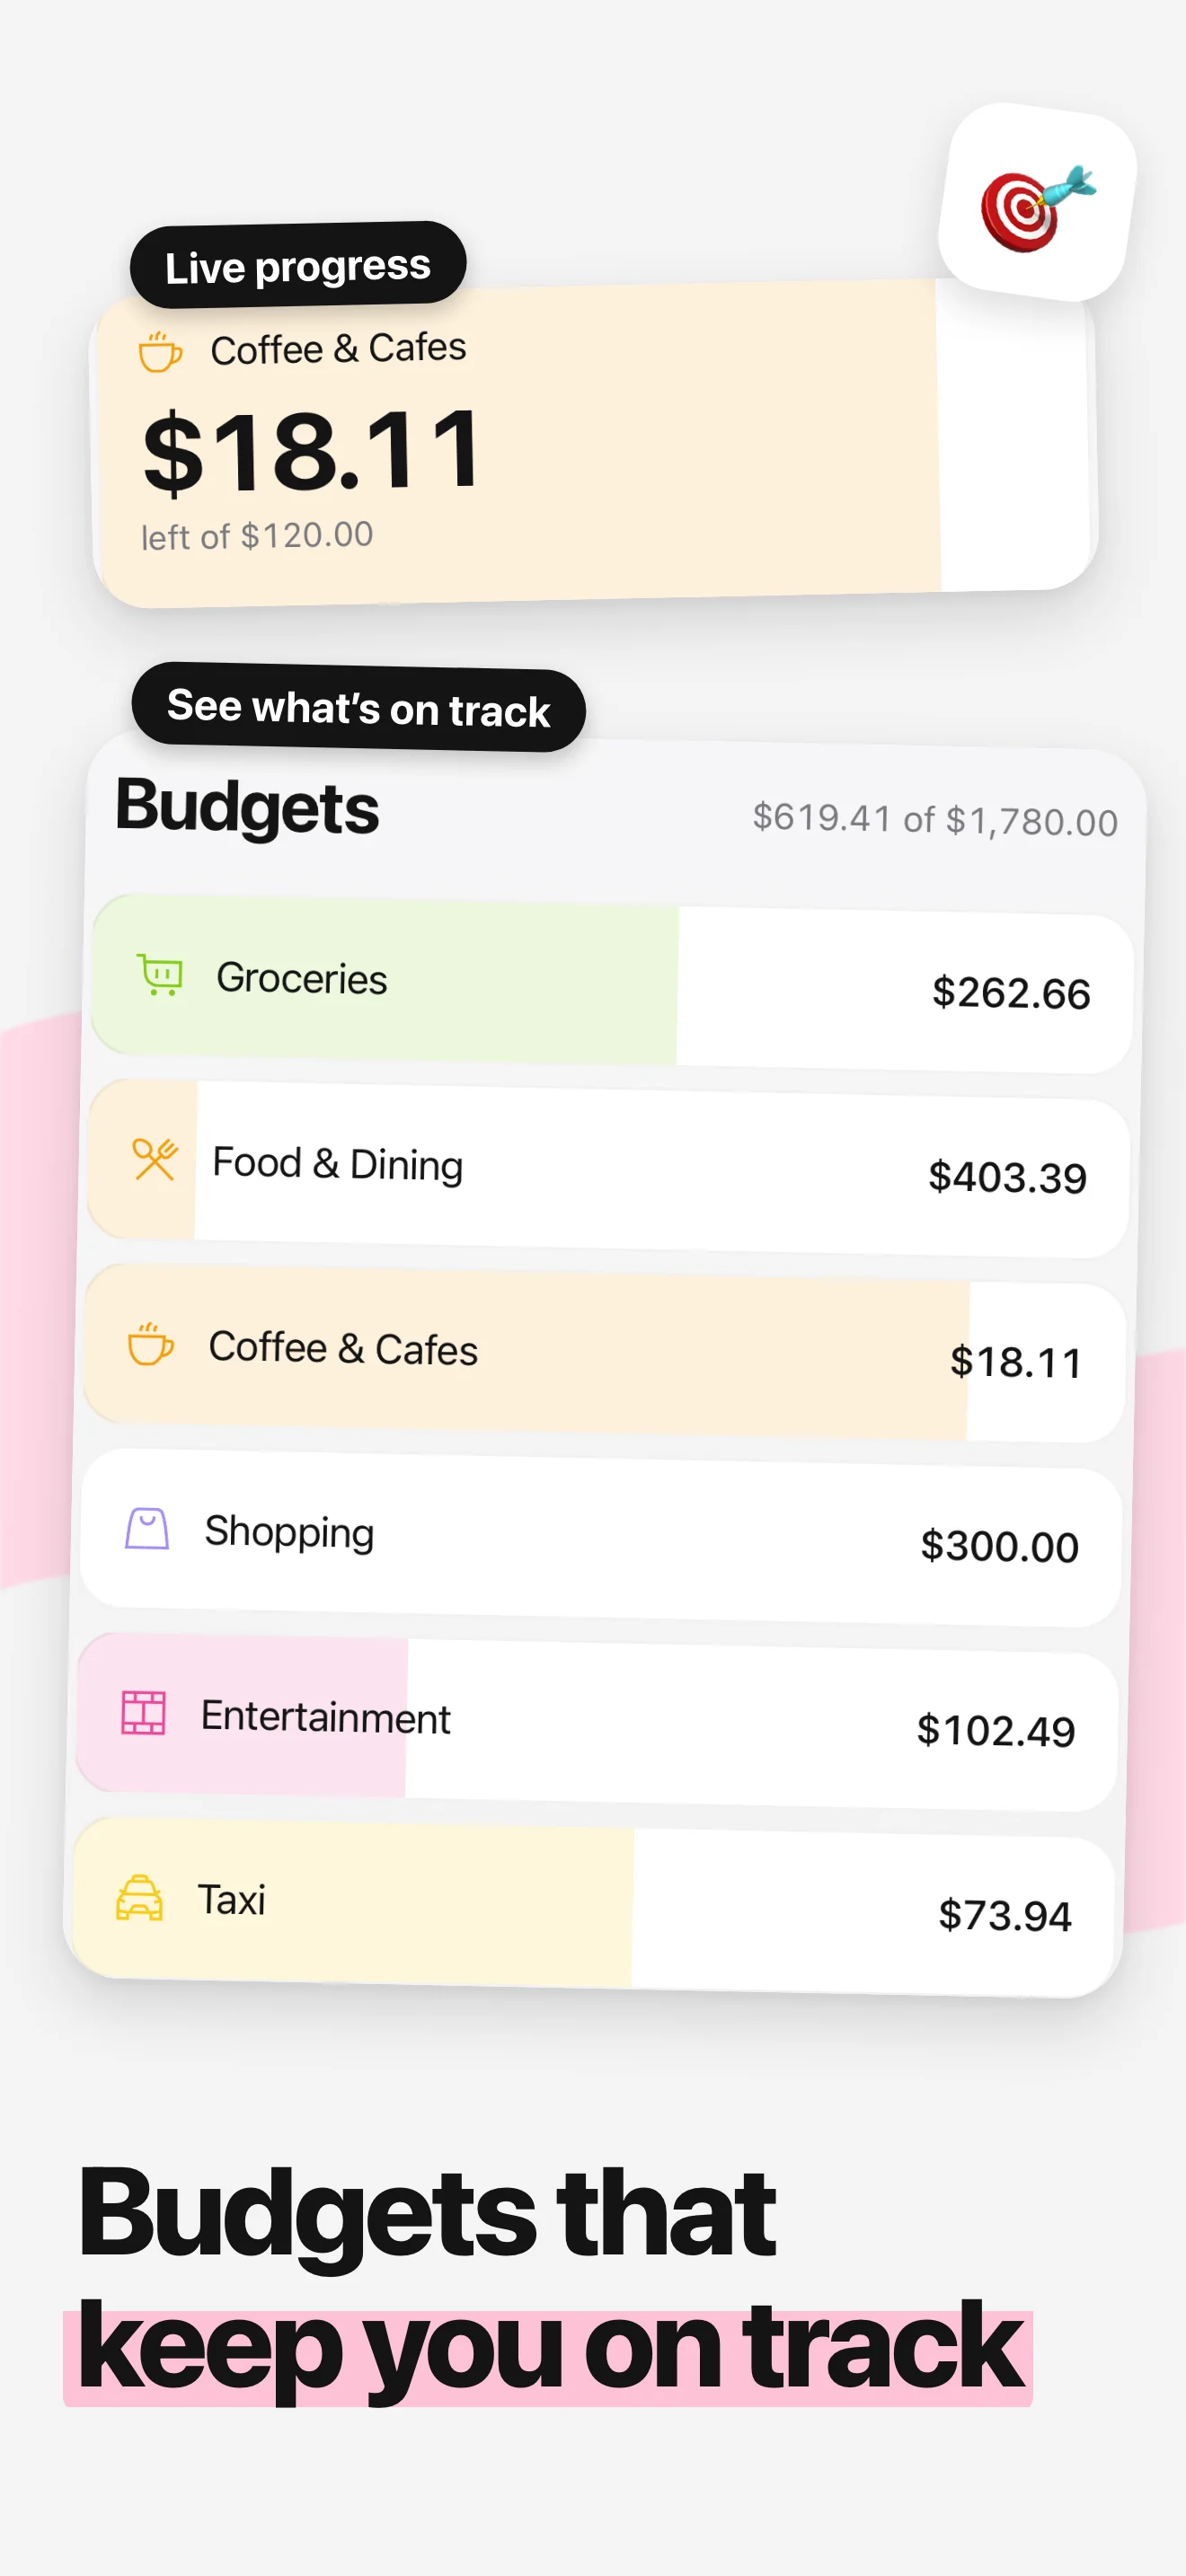 Live progress
Coffee & Cafes
$18.11
left of $120.00
See what’s on track
Budgets
$619.41 of $1,780.00
Groceries
$262.66
Food & Dining
$403.39
Coffee & Cafes
$18.11
Shopping
$300.00
Entertainment
$102.49
Taxi
$73.94
Budgets that
keep you on track